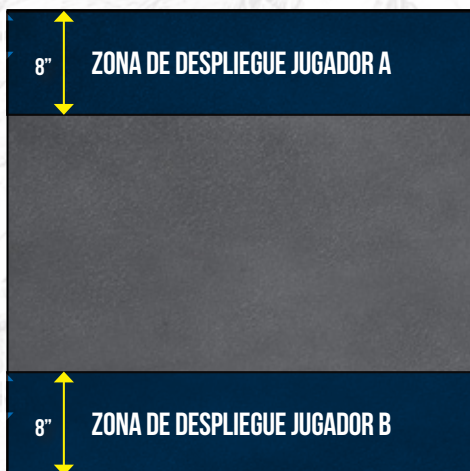 8”
ZONA DE DESPLIEGUE JUGADOR A
8”
ZONA DE DESPLIEGUE JUGADOR B